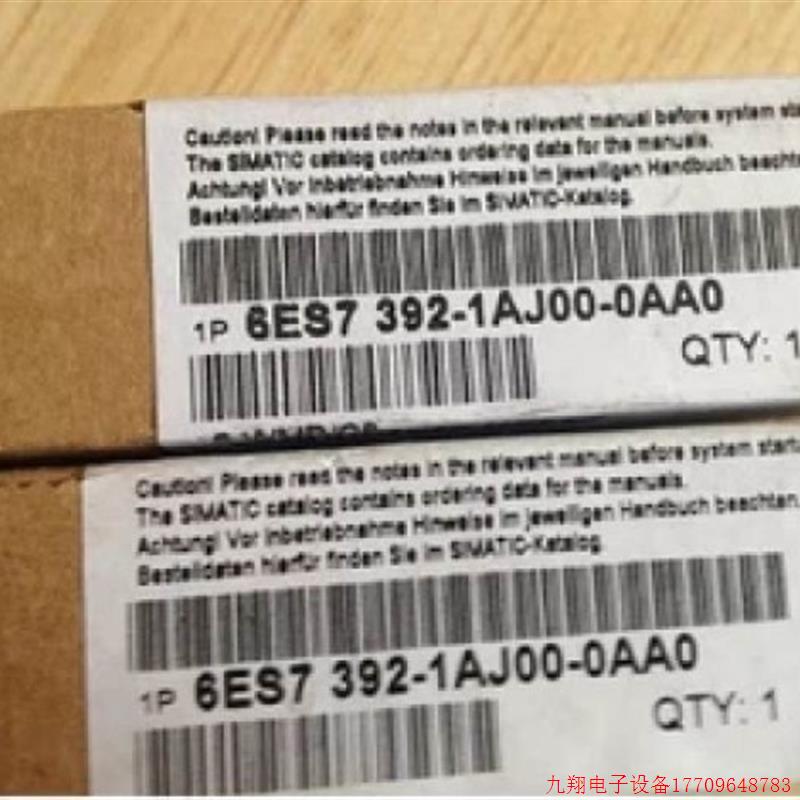 Caution! Please read the notes in the relevant manual before system start
The SIMATIC catalog contains ordering data for the manuals.
Achtung! Vor Inbetriebnahme Hinweise im jeweiligen Handbuch beachte
Bestelldaten hierfür finden Sie im SIMATIC-Katalog.
1P 6ES7 392-1AJ00-0AA0
QTY: 1
Caution! Please read the notes in the relevant manual before system startu
The SIMATIC catalog contains ordering data for the manuals.
Achtung! Vor Inbetriebnahme Hinweise im jeweiligen Handbuch beachten.
Bestelldaten hierfür finden Sie im SIMATIC-Katalog.
1P 6ES7 392-1AJ00-0AA0
QTY: 1
九翔电子设备17709648783